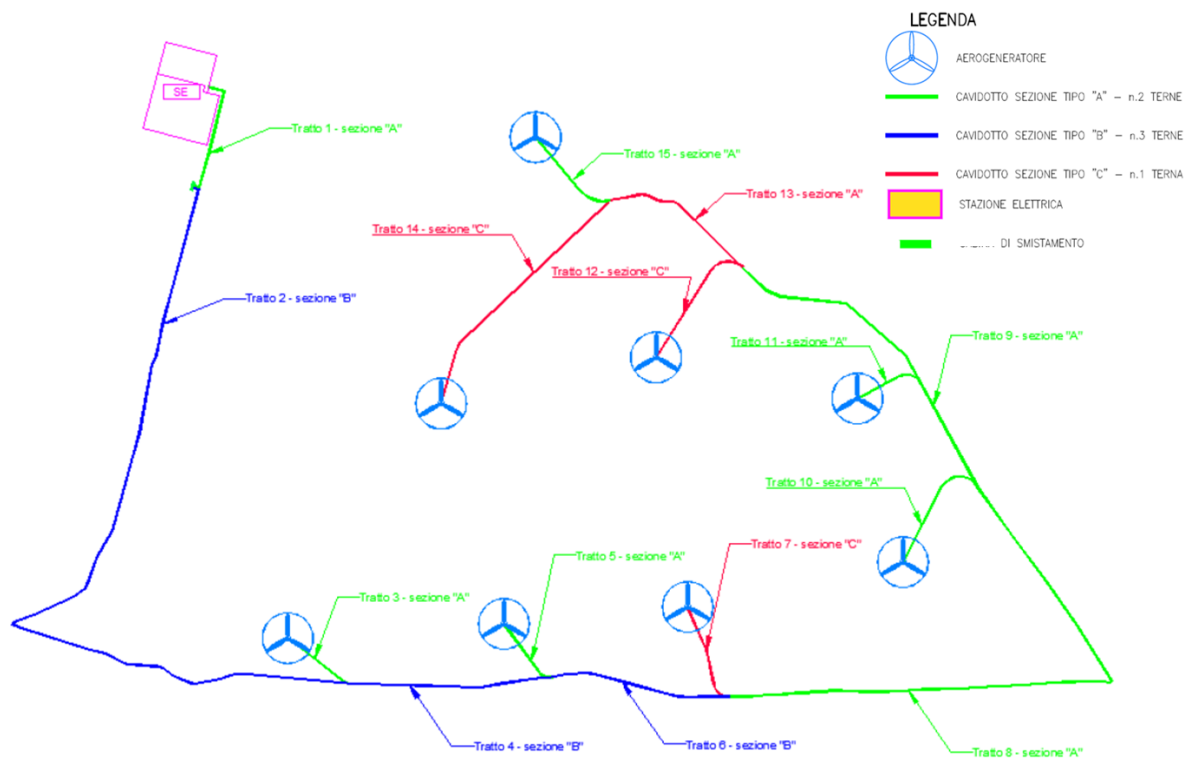 LEGENDA
AEROGENERATORE
CAVIDOTTO SEZIONE TIPO "A" – n.2 TERNE
CAVIDOTTO SEZIONE TIPO "B" – n.3 TERNE
CAVIDOTTO SEZIONE TIPO "C" – n.1 TERNA
STAZIONE ELETTRICA
DI SMISTAMENTO
SE
Tratto 1 - sezione "A"
Tratto 15 - sezione "A"
Tratto 13 - sezione "A"
Tratto 14 - sezione "C"
Tratto 12 - sezione "C"
Tratto 2 - sezione "B"
Tratto 11 - sezione "A"
Tratto 9 - sezione "A"
Tratto 10 - sezione "A"
Tratto 7 - sezione "C"
Tratto 5 - sezione "A"
Tratto 3 - sezione "A"
Tratto 4 - sezione "B"
Tratto 6 - sezione "B"
Tratto 8 - sezione "A"